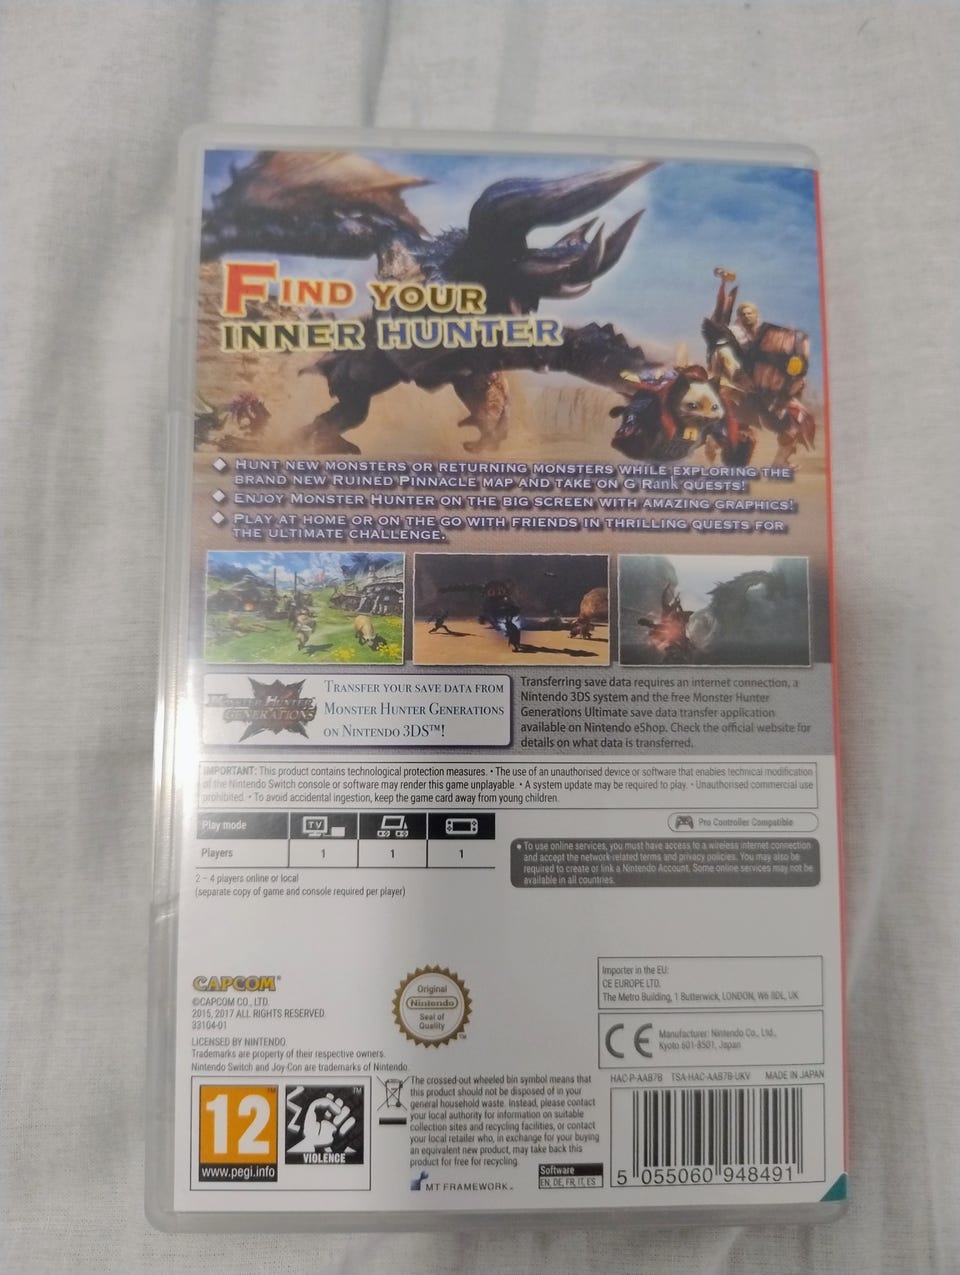 FIND YOUR
INNER HUNTER
HUNT NEW MONSTERS OR RETURNING MONSTERS WHILE EXPLORING THE
BRAND NEW RUINED PINNACLE MAP AND TAKE ON G Rank QUESTS!
ENJOY MONSTER HUNTER ON THE BIG SCREEN WITH AMAZING GRAPHICS!
PLAY AT HOME OR ON THE GO WITH FRIENDS IN THRILLING QUESTS FOR
THE ULTIMATE CHALLENGE.
MONSTER HUNTER
GENERATIONS
TRANSFER YOUR SAVE DATA FROM
MONSTER HUNTER GENERATIONS
ON NINTENDO 3DS™!
Transferring save data requires an internet connection, a
Nintendo 3DS system and the free Monster Hunter
Generations Ultimate save data transfer application
available on Nintendo eShop. Check the official website for
details on what data is transferred.
IMPORTANT: This product contains technological protection measures. • The use of an unauthorised device or software that enables technical modification
of the Nintendo Switch console or software may render this game unplayable. • A system update may be required to play. • Unauthorised commercial use
prohibited. • To avoid accidental ingestion, keep the game card away from young children.
Play mode TV
Players 1 1 1
2 – 4 players online or local
(separate copy of game and console required per player)
Pro Controller Compatible
• To use online services, you must have access to a wireless internet connection
and accept the network-related terms and privacy policies. You may also be
required to create or link a Nintendo Account. Some online services may not be
available in all countries.
CAPCOM®
©CAPCOM CO., LTD.
2015, 2017 ALL RIGHTS RESERVED.
33104-01
LICENSED BY NINTENDO
Trademarks are property of their respective owners.
Nintendo Switch and Joy-Con are trademarks of Nintendo.
Original
Nintendo
Seal of
Quality
™
Importer in the EU:
CE EUROPE LTD.
The Metro Building, 1 Butterwick, LONDON, W6 8DL, UK
CE
Manufacturer: Nintendo Co., Ltd.,
Kyoto 601-8501, Japan
HAC-P-AAB7B TSA-HAC-AAB7B-UKV MADE IN JAPAN
12
™
www.pegi.info
™
VIOLENCE
The crossed-out wheeled bin symbol means that
this product should not be disposed of in your
general household waste. Instead, please contact
your local authority for information on suitable
collection sites and recycling facilities, or contact
your local retailer who, in exchange for your buying
an equivalent new product, may take back this
product for free for recycling.
MT FRAMEWORK™
Software
EN, DE, FR, IT, ES
5 055060 948491